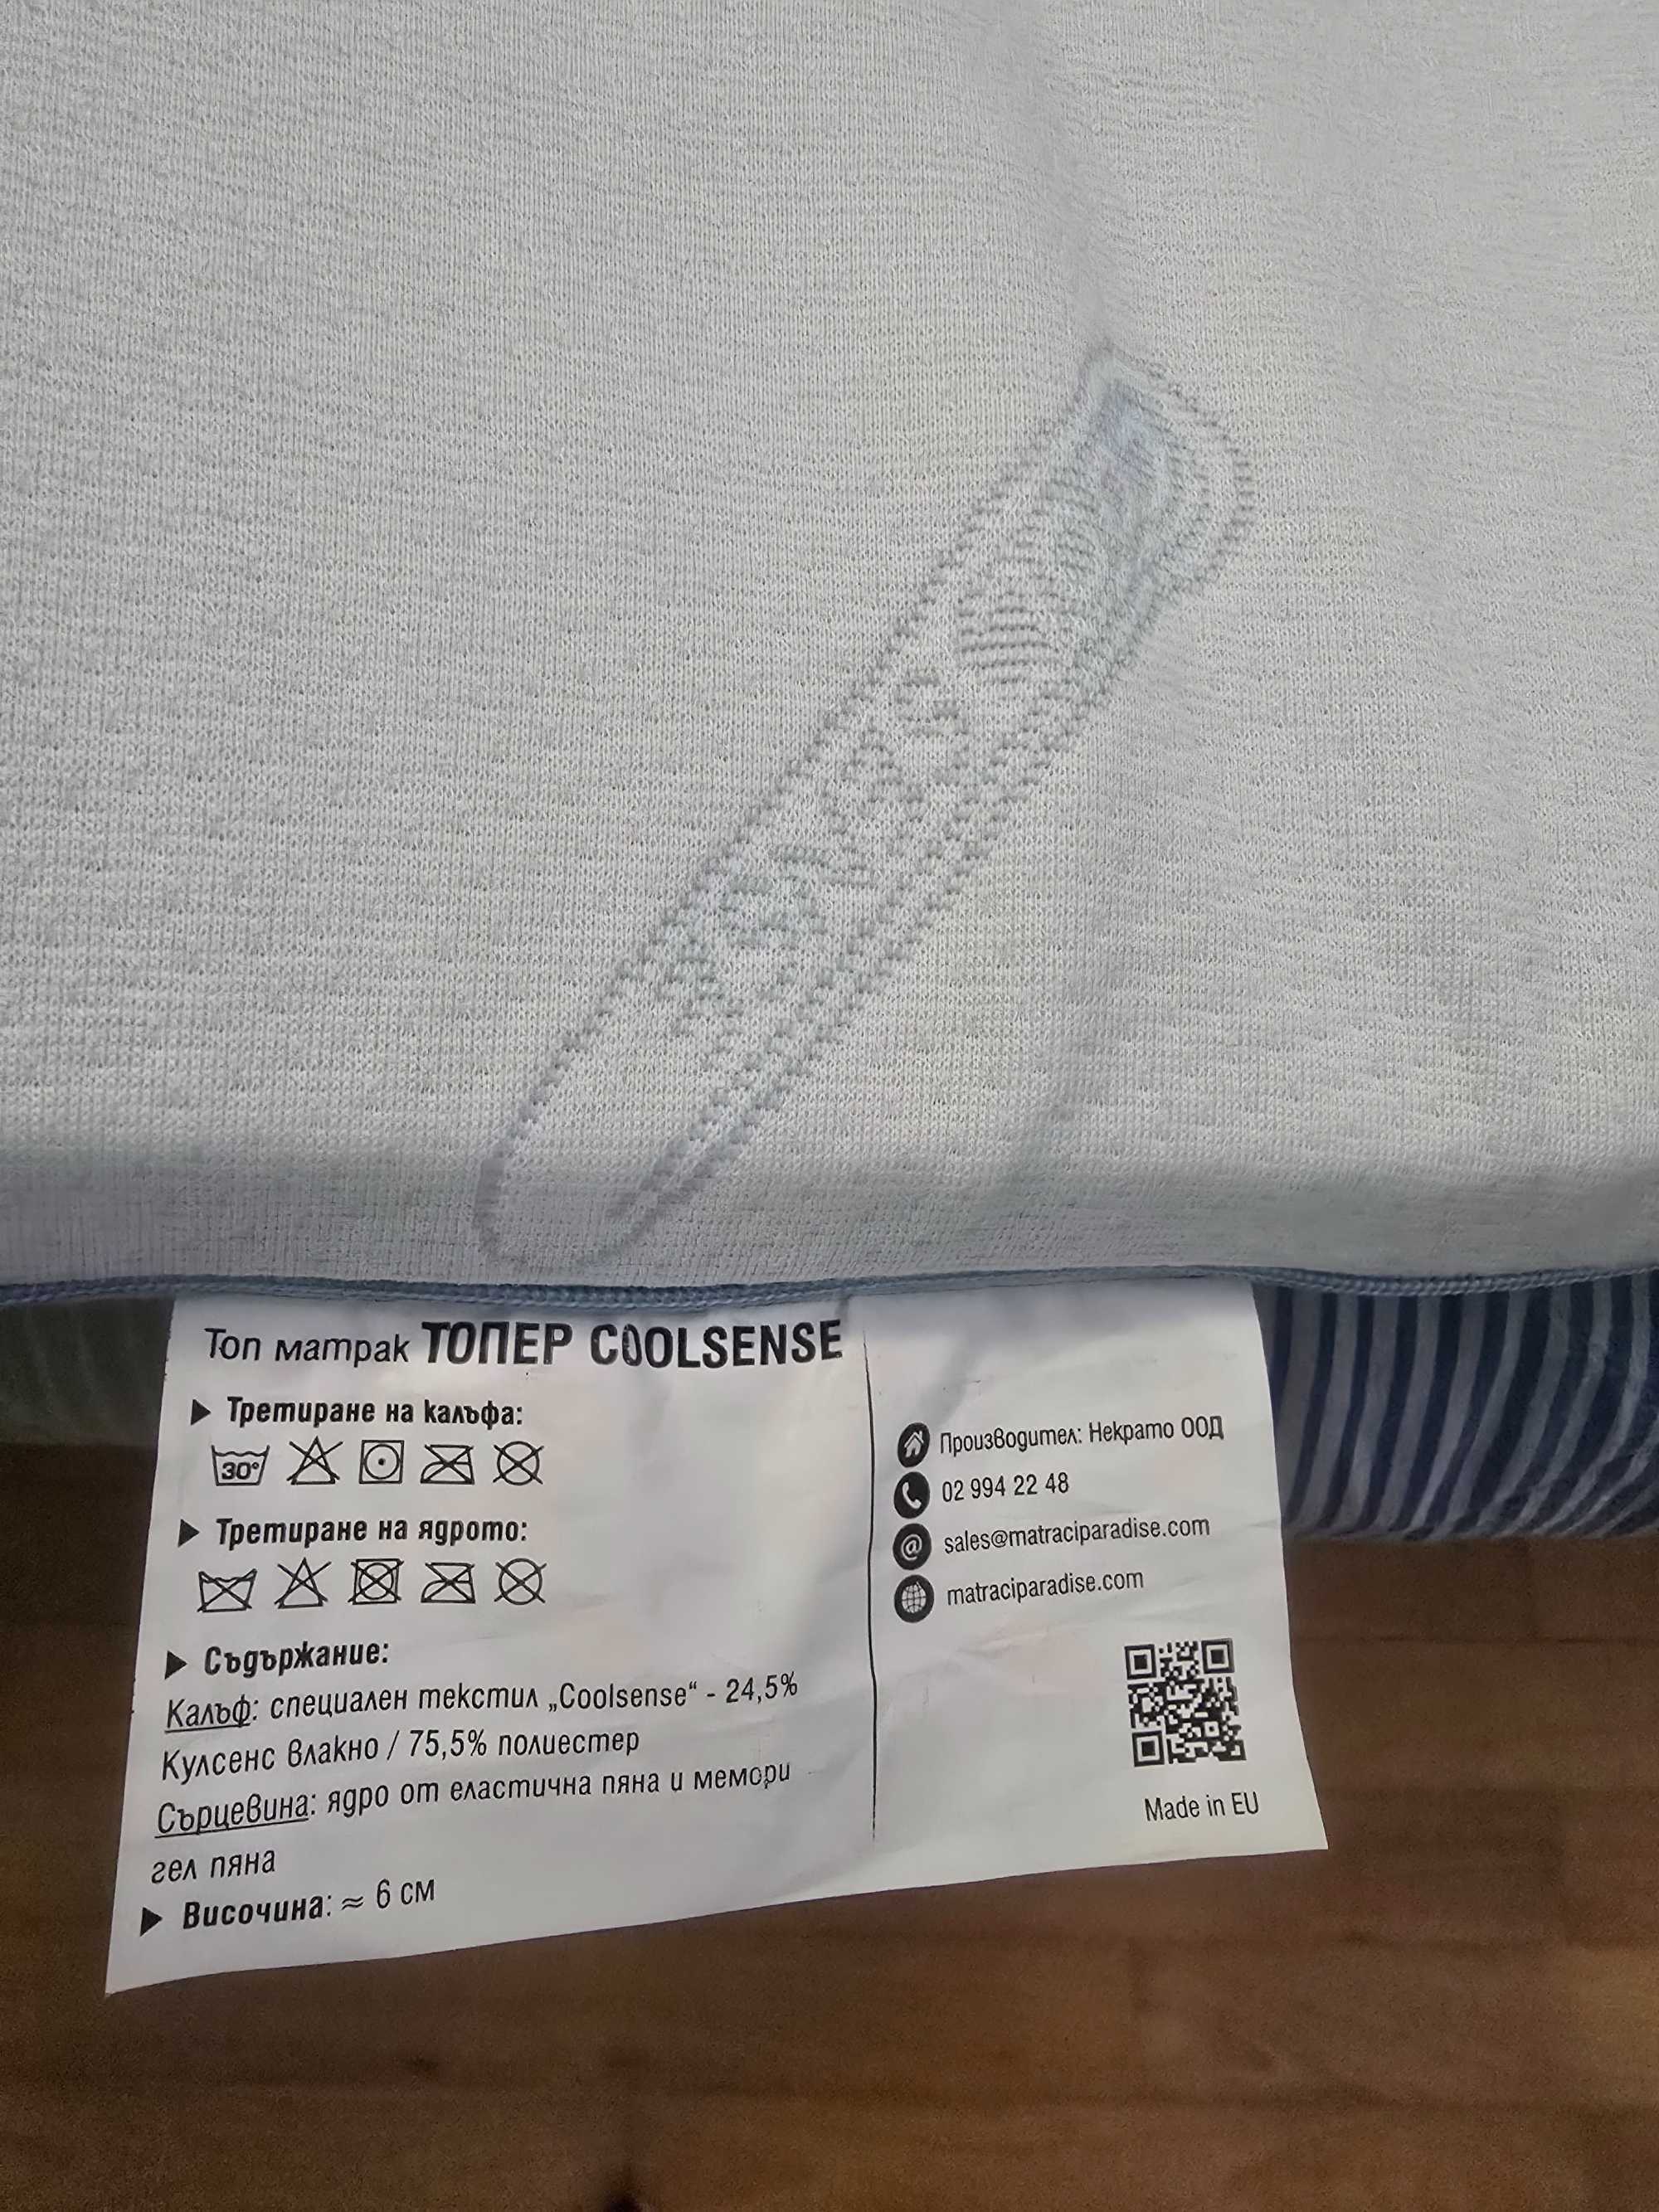 Топ матрак ТОПЕР COOLSENSE
Третиране на калъфа:
30°
Третиране на ядрото:
Съдържание:
Калъф: специален текстил „Coolsense“ - 24,5%
Кулсенс влакно / 75,5% полиестер
Сърцевина: ядро от еластична пяна и мемори
гел пяна
Височина: ≈ 6 см
Производител: Некрато ООД
02 994 22 48
sales@matraciparadise.com
matraciparadise.com
Made in EU